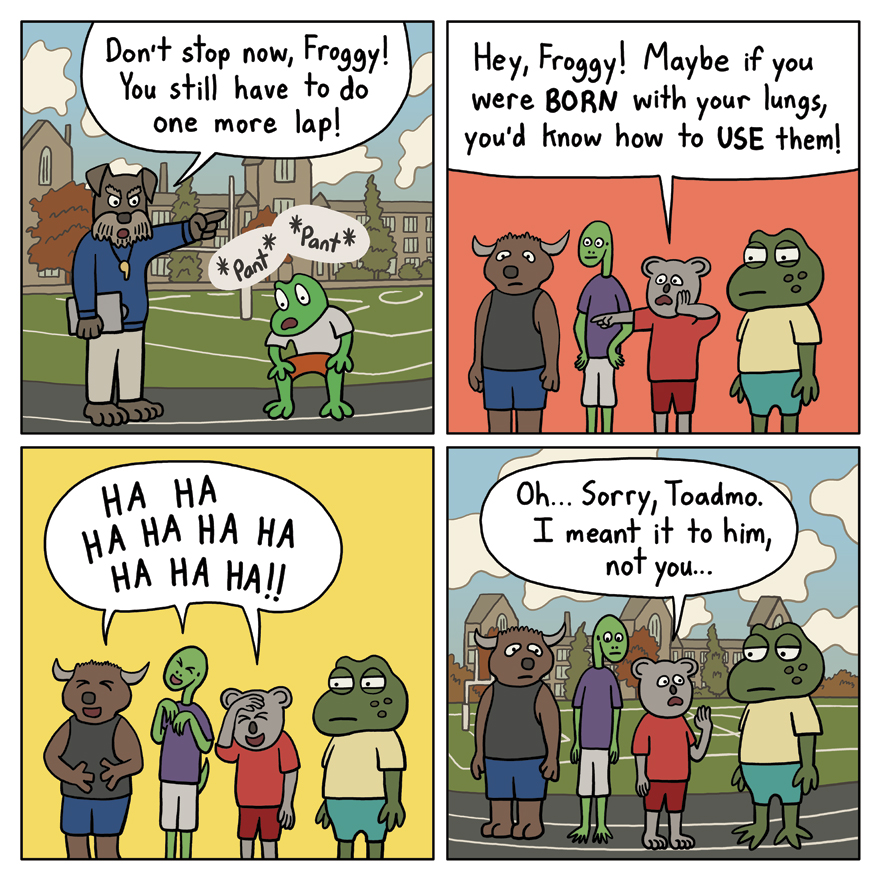 Don't stop now, Froggy!
You still have to do
one more lap!
*Pant*
*Pant*
Hey, Froggy! Maybe if you
were BORN with your lungs,
you'd know how to USE them!
HA HA
HA HA HA HA
HA HA HA!!
Oh... Sorry, Toadmo.
I meant it to him,
not you...